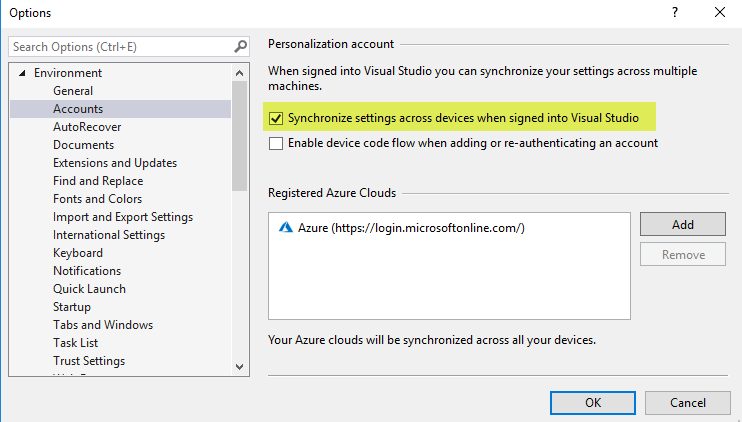 Options
?
Search Options (Ctrl+E)
Environment
General
Accounts
AutoRecover
Documents
Extensions and Updates
Find and Replace
Fonts and Colors
Import and Export Settings
International Settings
Keyboard
Notifications
Quick Launch
Startup
Tabs and Windows
Task List
Trust Settings
Personalization account
When signed into Visual Studio you can synchronize your settings across multiple
machines.
Synchronize settings across devices when signed into Visual Studio
Enable device code flow when adding or re-authenticating an account
Registered Azure Clouds
Azure (https://login.microsoftonline.com/)
Add
Remove
Your Azure clouds will be synchronized across all your devices.
OK
Cancel